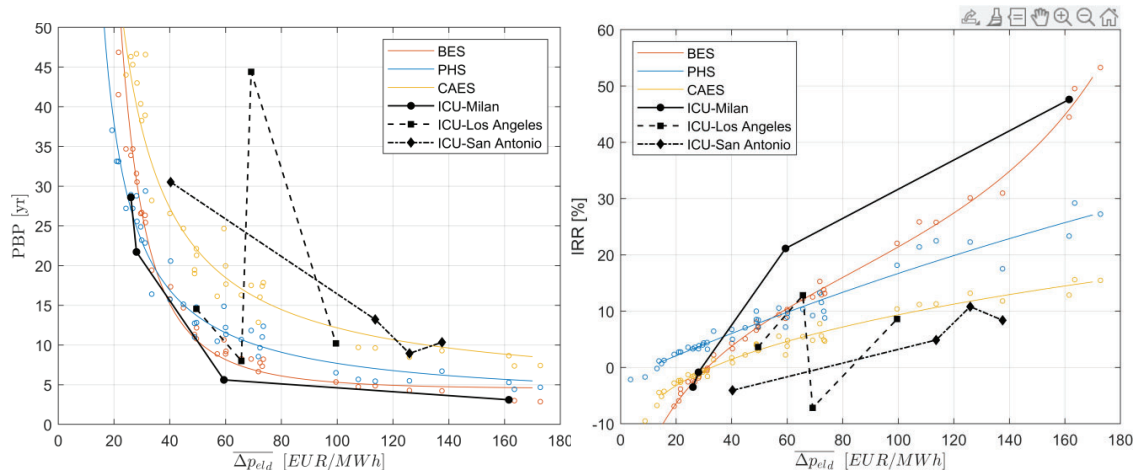 50
45
40
35
30
25
20
15
10
5
0
PBP [yr]
BES
PHS
CAES
ICU-Milan
ICU-Los Angeles
ICU-San Antonio
0 20 40 60 80 100 120 140 160 180
Δp_eld [EUR/MWh]
60
50
40
30
20
10
0
-10
IRR [%]
BES
PHS
CAES
ICU-Milan
ICU-Los Angeles
ICU-San Antonio
0 20 40 60 80 100 120 140 160 180
Δp_eld [EUR/MWh]